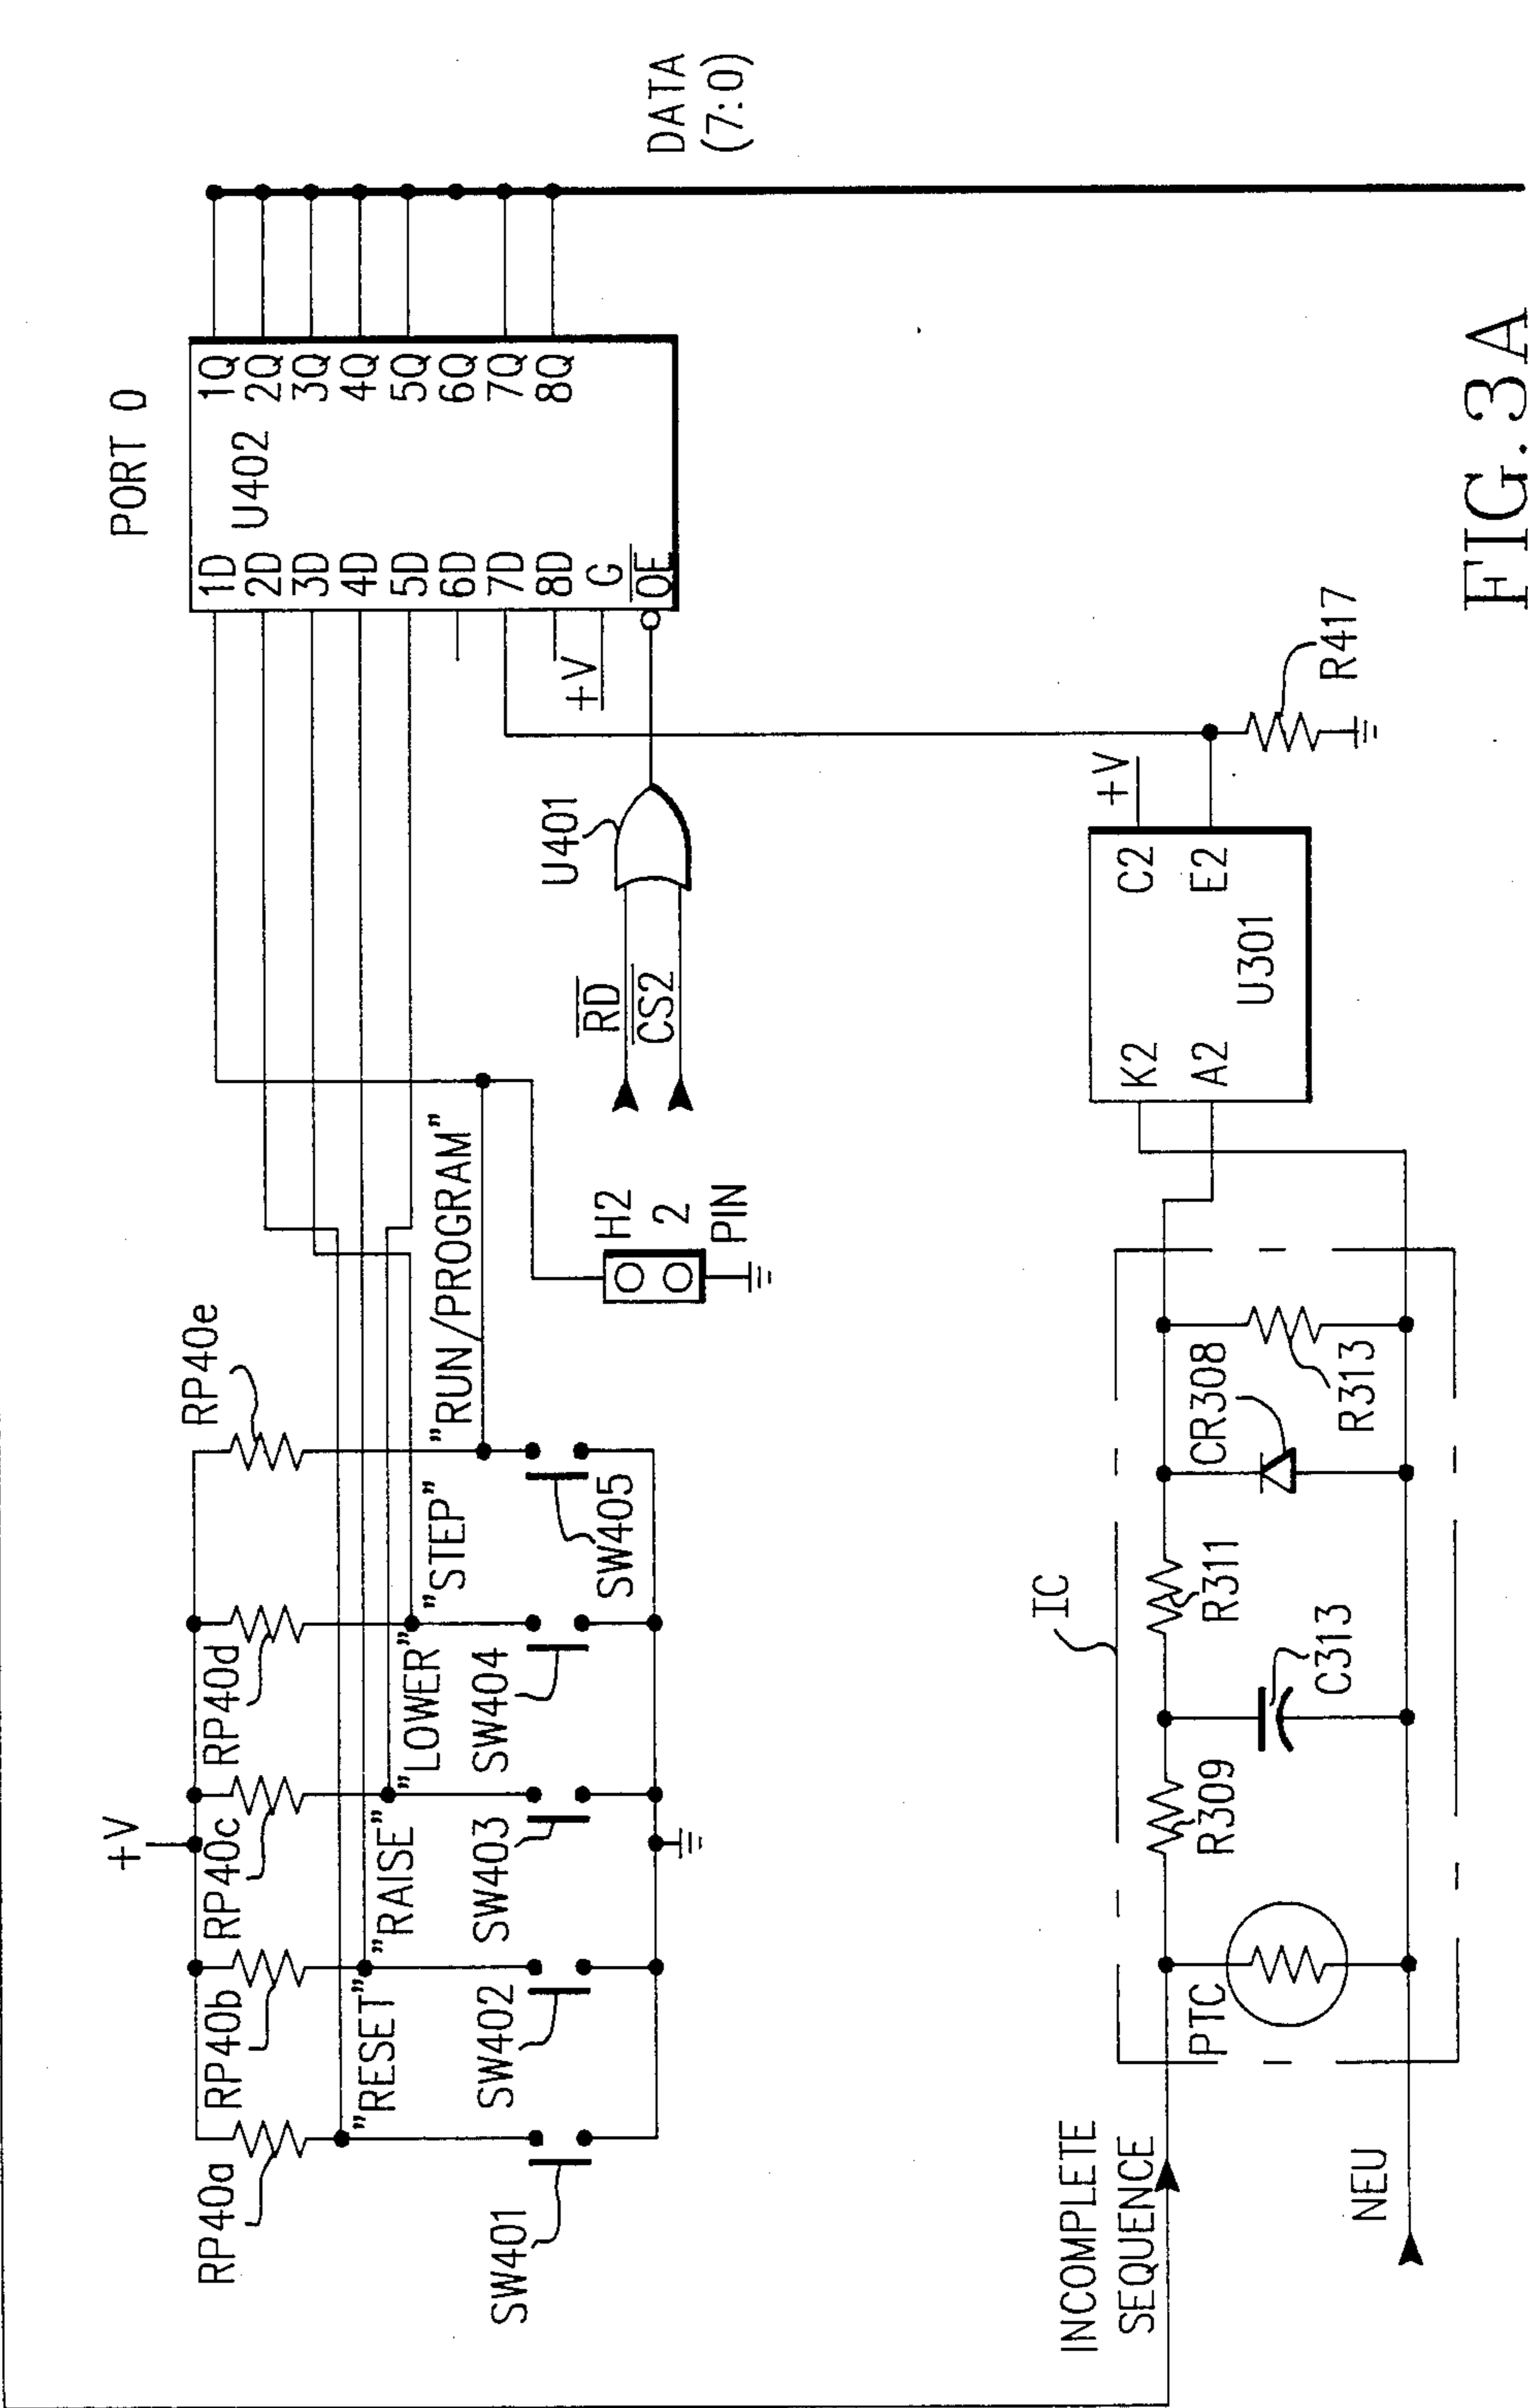 PORT 0
+V
RP40a
RP40b
RP40c
RP40d
RP40e
"RESET"
"RAISE"
"LOWER"
"STEP"
"RUN/PROGRAM"
SW401
SW402
SW403
SW404
SW405
H2
2
PIN
1D
2D
3D
4D
5D
6D
7D
8D
G
OE
U402
1Q
2Q
3Q
4Q
5Q
6Q
7Q
8Q
+V
U401
RD
CS2
DATA
(7:0)
INCOMPLETE
SEQUENCE
NEU
IC
PTC
R309
C313
R311
CR308
R313
K2
A2
U301
C2
E2
+V
R417
FIG. 3A